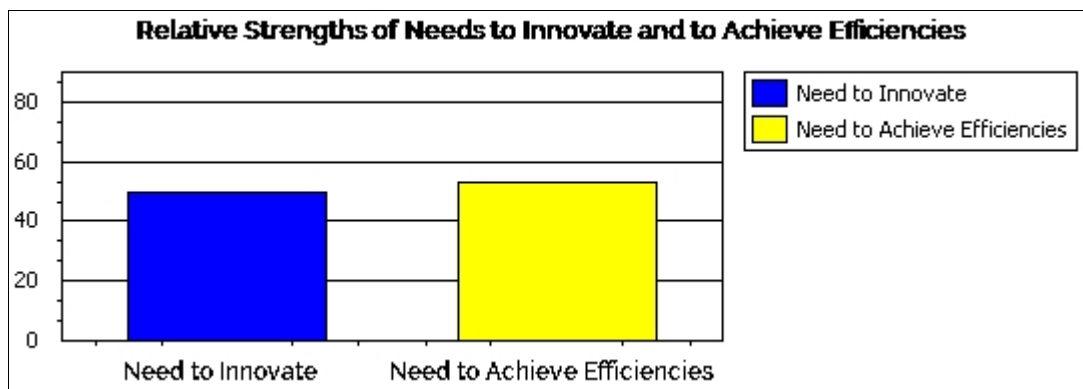 Relative Strengths of Needs to Innovate and to Achieve Efficiencies
80
60
40
20
0
Need to Innovate
Need to Achieve Efficiencies
Need to Innovate
Need to Achieve Efficiencies